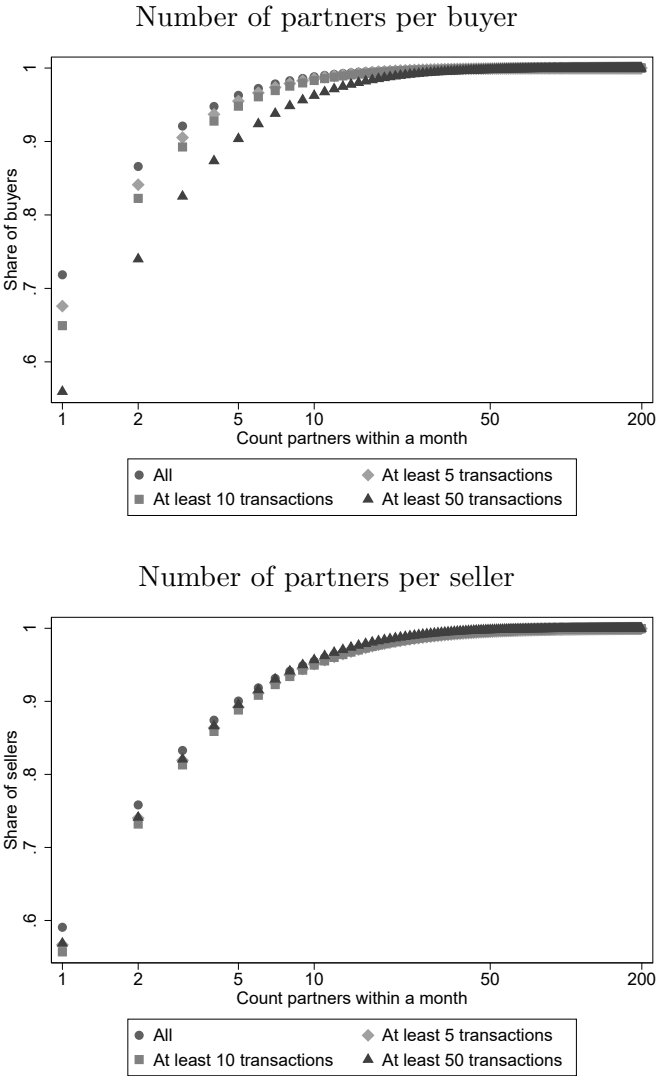 Number of partners per buyer
1
.9
.8
.7
.6
Share of buyers
1 2 5 10 50 200
Count partners within a month
All At least 5 transactions
At least 10 transactions At least 50 transactions
Number of partners per seller
1
.9
.8
.7
.6
Share of sellers
1 2 5 10 50 200
Count partners within a month
All At least 5 transactions
At least 10 transactions At least 50 transactions